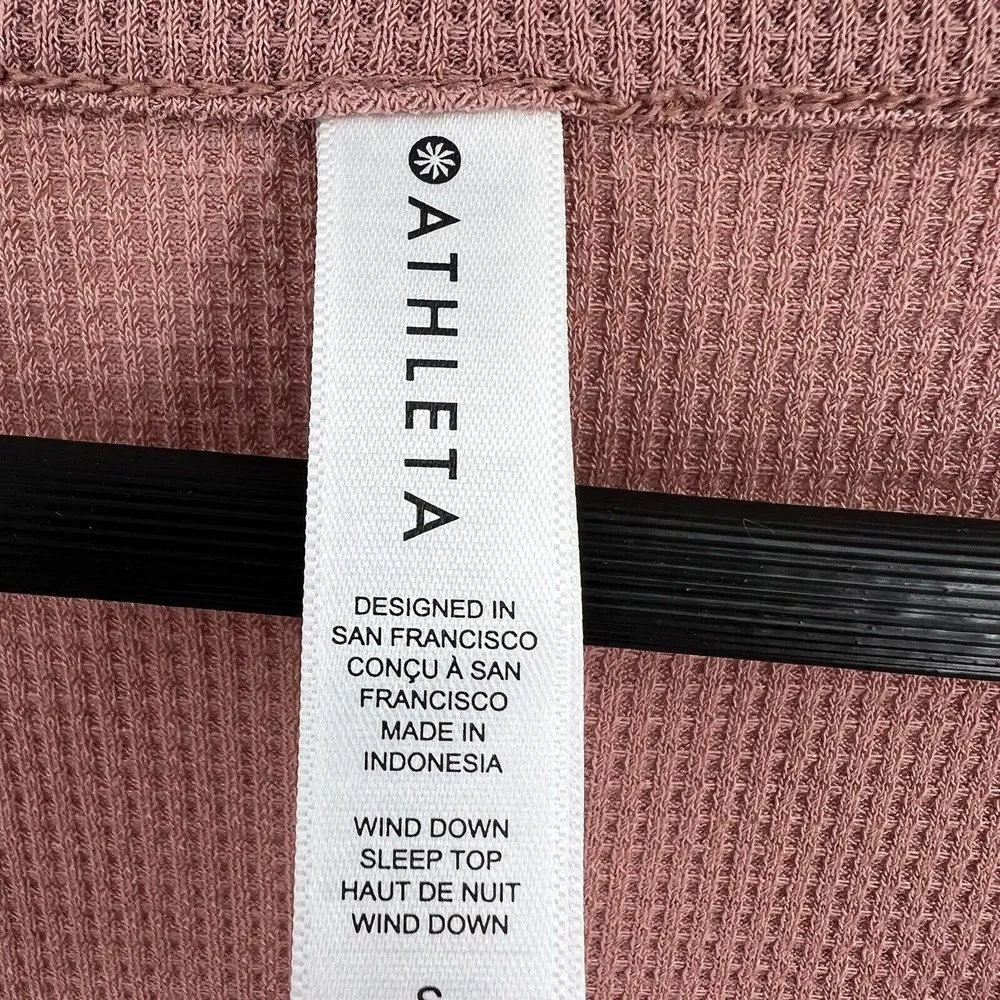 ATHLETA
DESIGNED IN
SAN FRANCISCO
CONÇU À SAN
FRANCISCO
MADE IN
INDONESIA
WIND DOWN
SLEEP TOP
HAUT DE NUIT
WIND DOWN